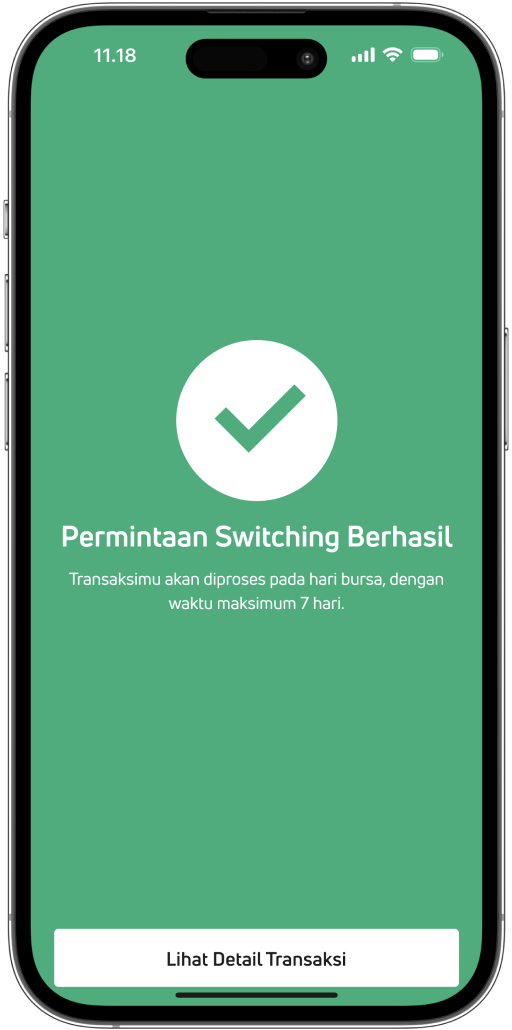 11.18
Permintaan Switching Berhasil
Transaksimu akan diproses pada hari bursa, dengan
waktu maksimum 7 hari.
Lihat Detail Transaksi